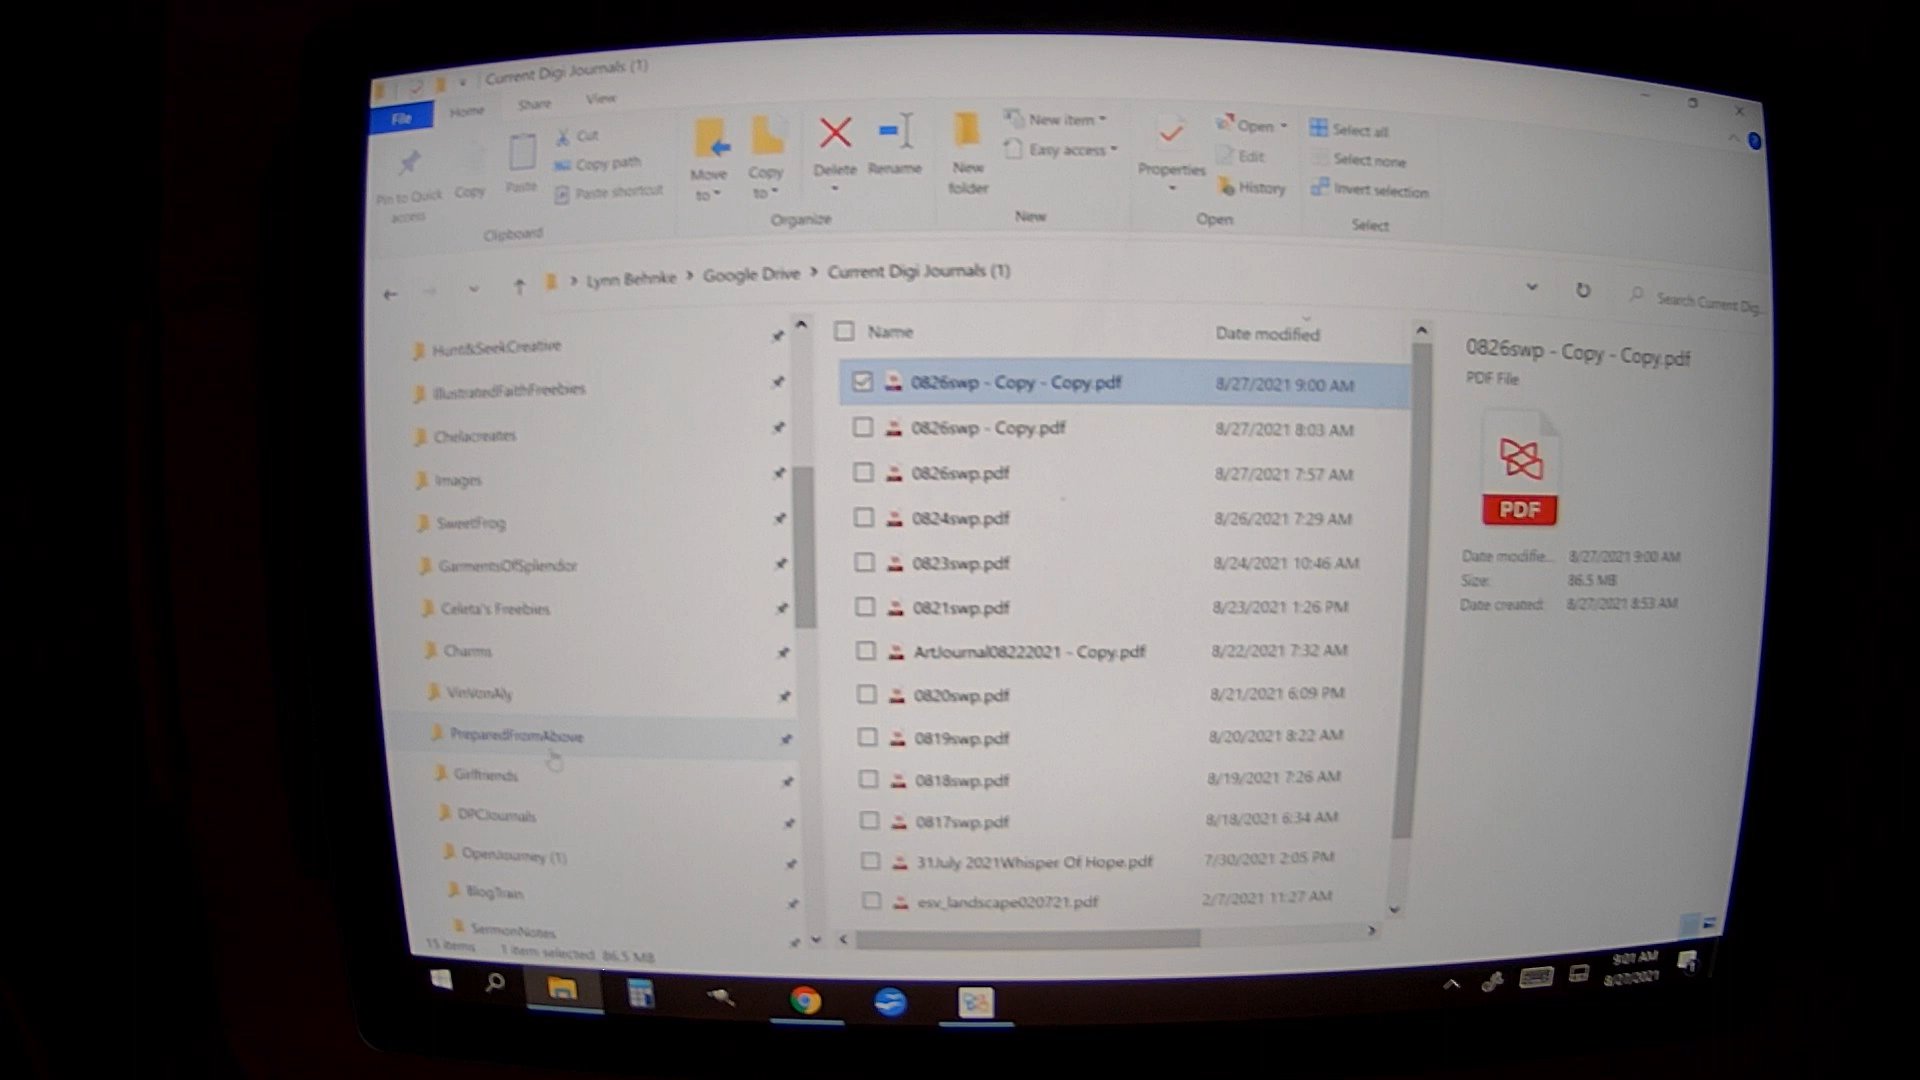 Current Digi Journals (1)
File Home Share View
Pin to Quick access
Copy
Paste
Cut
Copy path
Paste shortcut
Clipboard
Move to
Copy to
Delete
Rename
Organize
New folder
New item
Easy access
New
Properties
Open
Edit
History
Open
Select all
Select none
Invert selection
Select
Lynn Behnke > Google Drive > Current Digi Journals (1)
Search Current Dig...
Hunt&SeekCreative
IllustratedFaithFreebies
Chelacreates
Images
SweetFrog
GarmentsOfSplendor
Celeta's Freebies
Charms
PreparedFromAbove
Girlfriends
DPCJournals
OpenJourney (1)
BlogTrain
SermonNotes
15 items 1 item selected 86.5 MB
Name Date modified
0826swp - Copy - Copy.pdf 8/27/2021 9:00 AM
0826swp - Copy.pdf 8/27/2021 8:03 AM
0826swp.pdf 8/27/2021 7:57 AM
0824swp.pdf 8/26/2021 7:29 AM
0823swp.pdf 8/24/2021 10:46 AM
0821swp.pdf 8/23/2021 1:26 PM
ArtJournal08222021 - Copy.pdf 8/22/2021 7:32 AM
0820swp.pdf 8/21/2021 6:09 PM
0819swp.pdf 8/20/2021 8:22 AM
0818swp.pdf 8/19/2021 7:26 AM
0817swp.pdf 8/18/2021 6:34 AM
31July 2021Whisper Of Hope.pdf 7/30/2021 2:05 PM
esv_landscape020721.pdf 2/7/2021 11:27 AM
0826swp - Copy - Copy.pdf
PDF File
PDF
Date modifie... 8/27/2021 9:00 AM
Size: 86.5 MB
Date created: 8/27/2021 8:53 AM
9:01 AM
8/27/2021